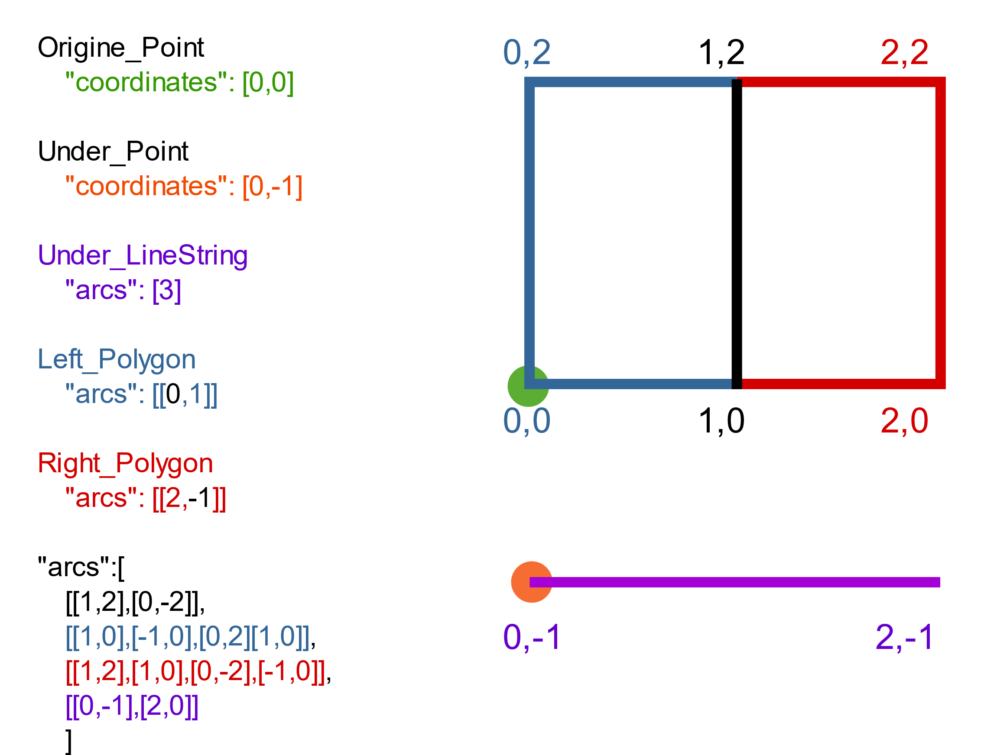 Origine_Point
"coordinates": [0,0]
Under_Point
"coordinates": [0,-1]
Under_LineString
"arcs": [3]
Left_Polygon
"arcs": [[0,1]]
Right_Polygon
"arcs": [[2,-1]]
"arcs":[
[[1,2],[0,-2]],
[[1,0],[-1,0],[0,2][1,0]],
[[1,2],[1,0],[0,-2],[-1,0]],
[[0,-1],[2,0]]
]
0,2 1,2 2,2
0,0 1,0 2,0
0,-1 2,-1